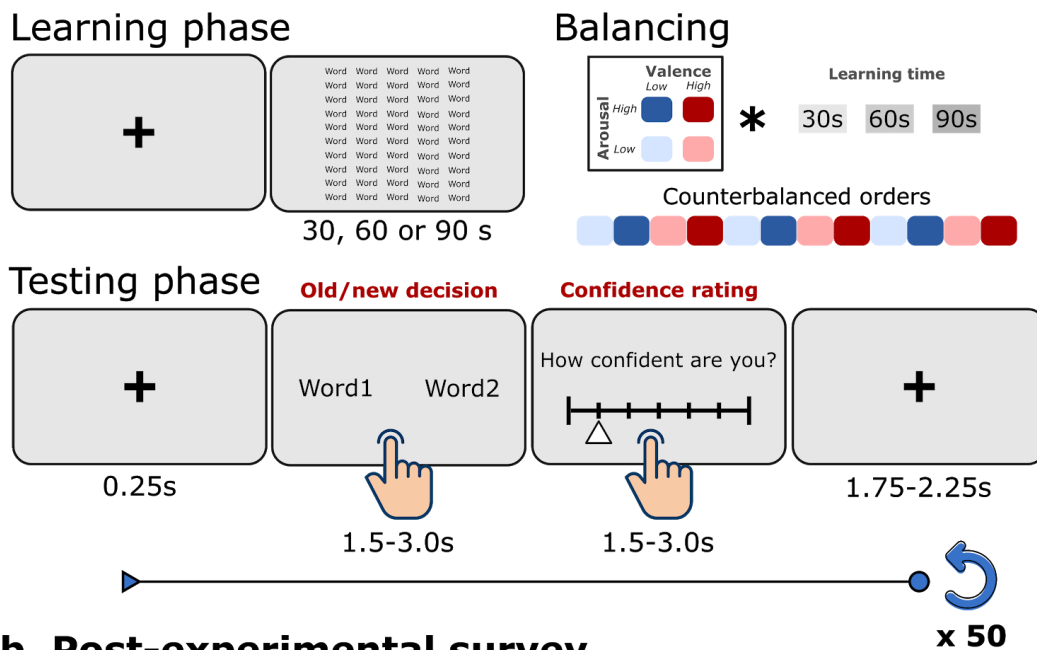 Learning phase
Balancing
Word Word Word Word Word
Word Word Word Word Word
Word Word Word Word Word
Word Word Word Word Word
Word Word Word Word Word
Word Word Word Word Word
Word Word Word Word Word
Word Word Word Word Word
Word Word Word Word Word
Word Word Word Word Word
30, 60 or 90 s
Valence
Low High
Arousal
High
Low
*
Learning time
30s 60s 90s
Counterbalanced orders
Testing phase
Old/new decision
Confidence rating
Word1 Word2
How confident are you?
0.25s
1.5-3.0s
1.5-3.0s
1.75-2.25s
x 50
b. Post-experimental survey